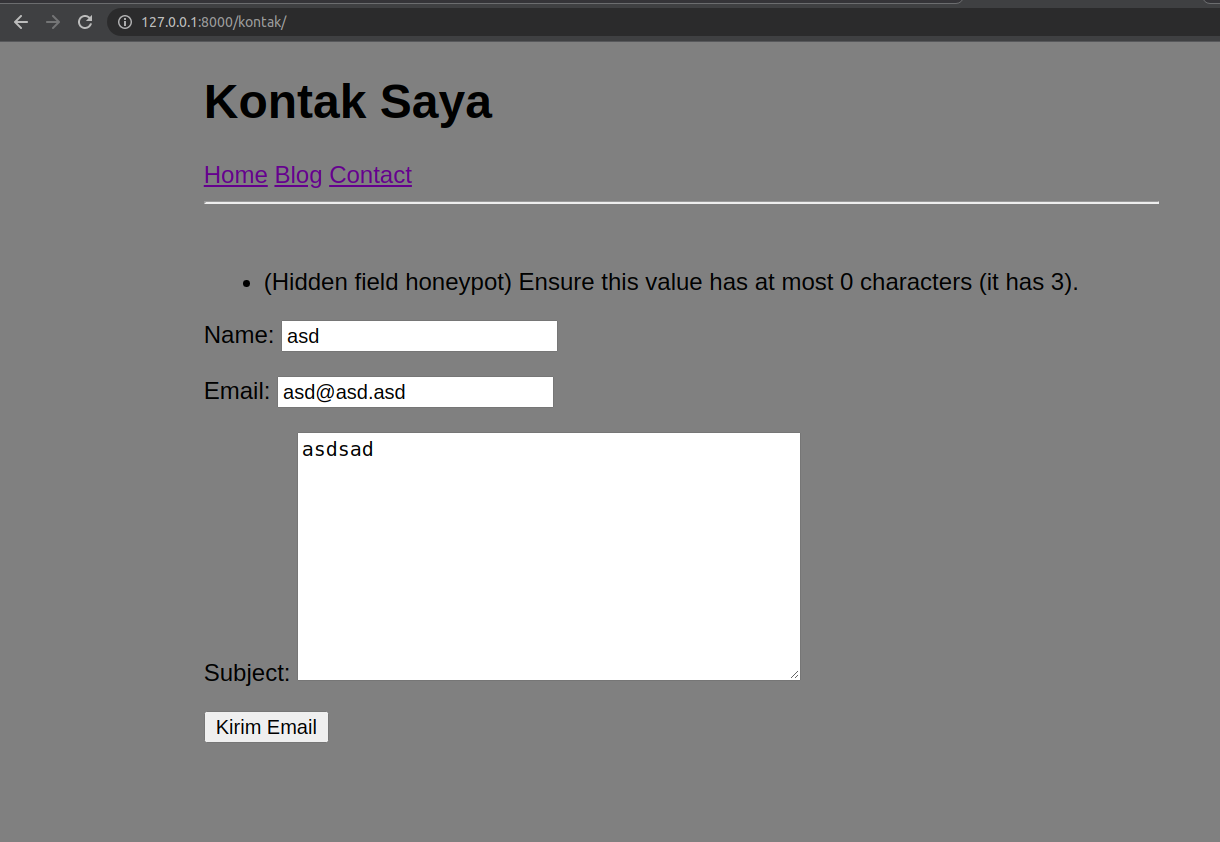 127.0.0.1:8000/kontak/
Kontak Saya
Home Blog Contact
(Hidden field honeypot) Ensure this value has at most 0 characters (it has 3).
Name: asd
Email: asd@asd.asd
asdsad
Subject:
Kirim Email